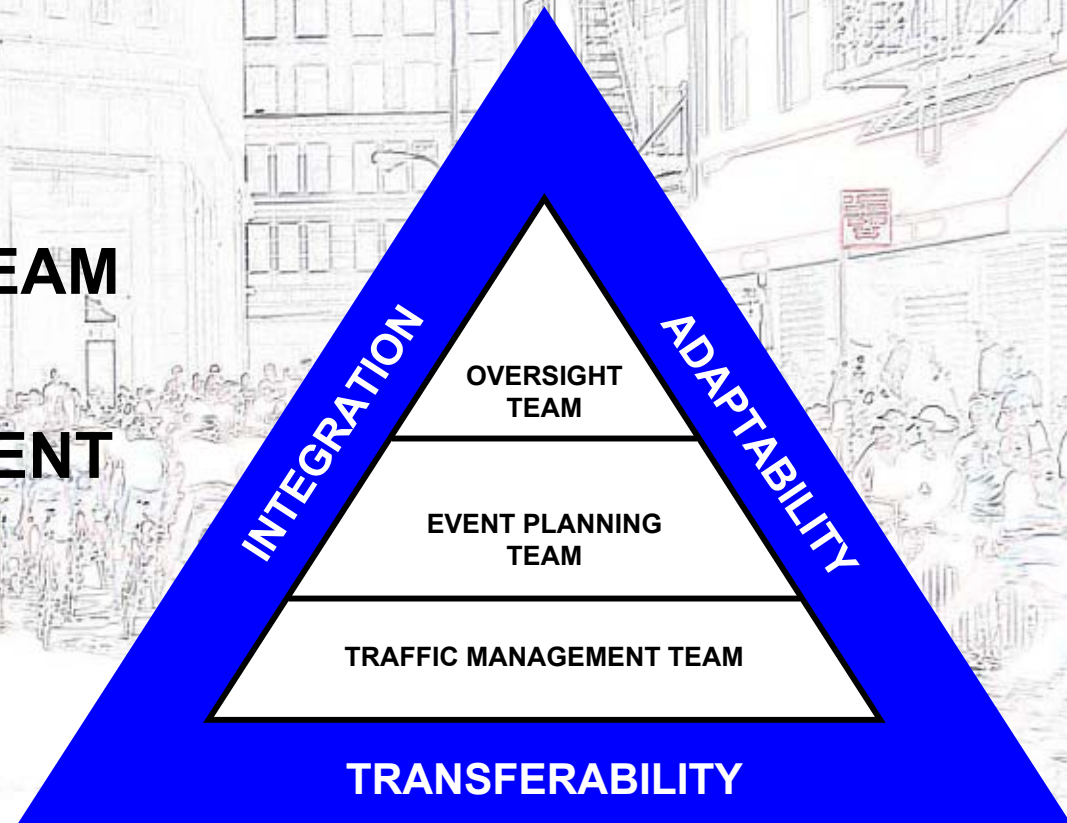 EAM
ENT
INTEGRATION
ADAPTABILITY
OVERSIGHT
TEAM
EVENT PLANNING
TEAM
TRAFFIC MANAGEMENT TEAM
TRANSFERABILITY